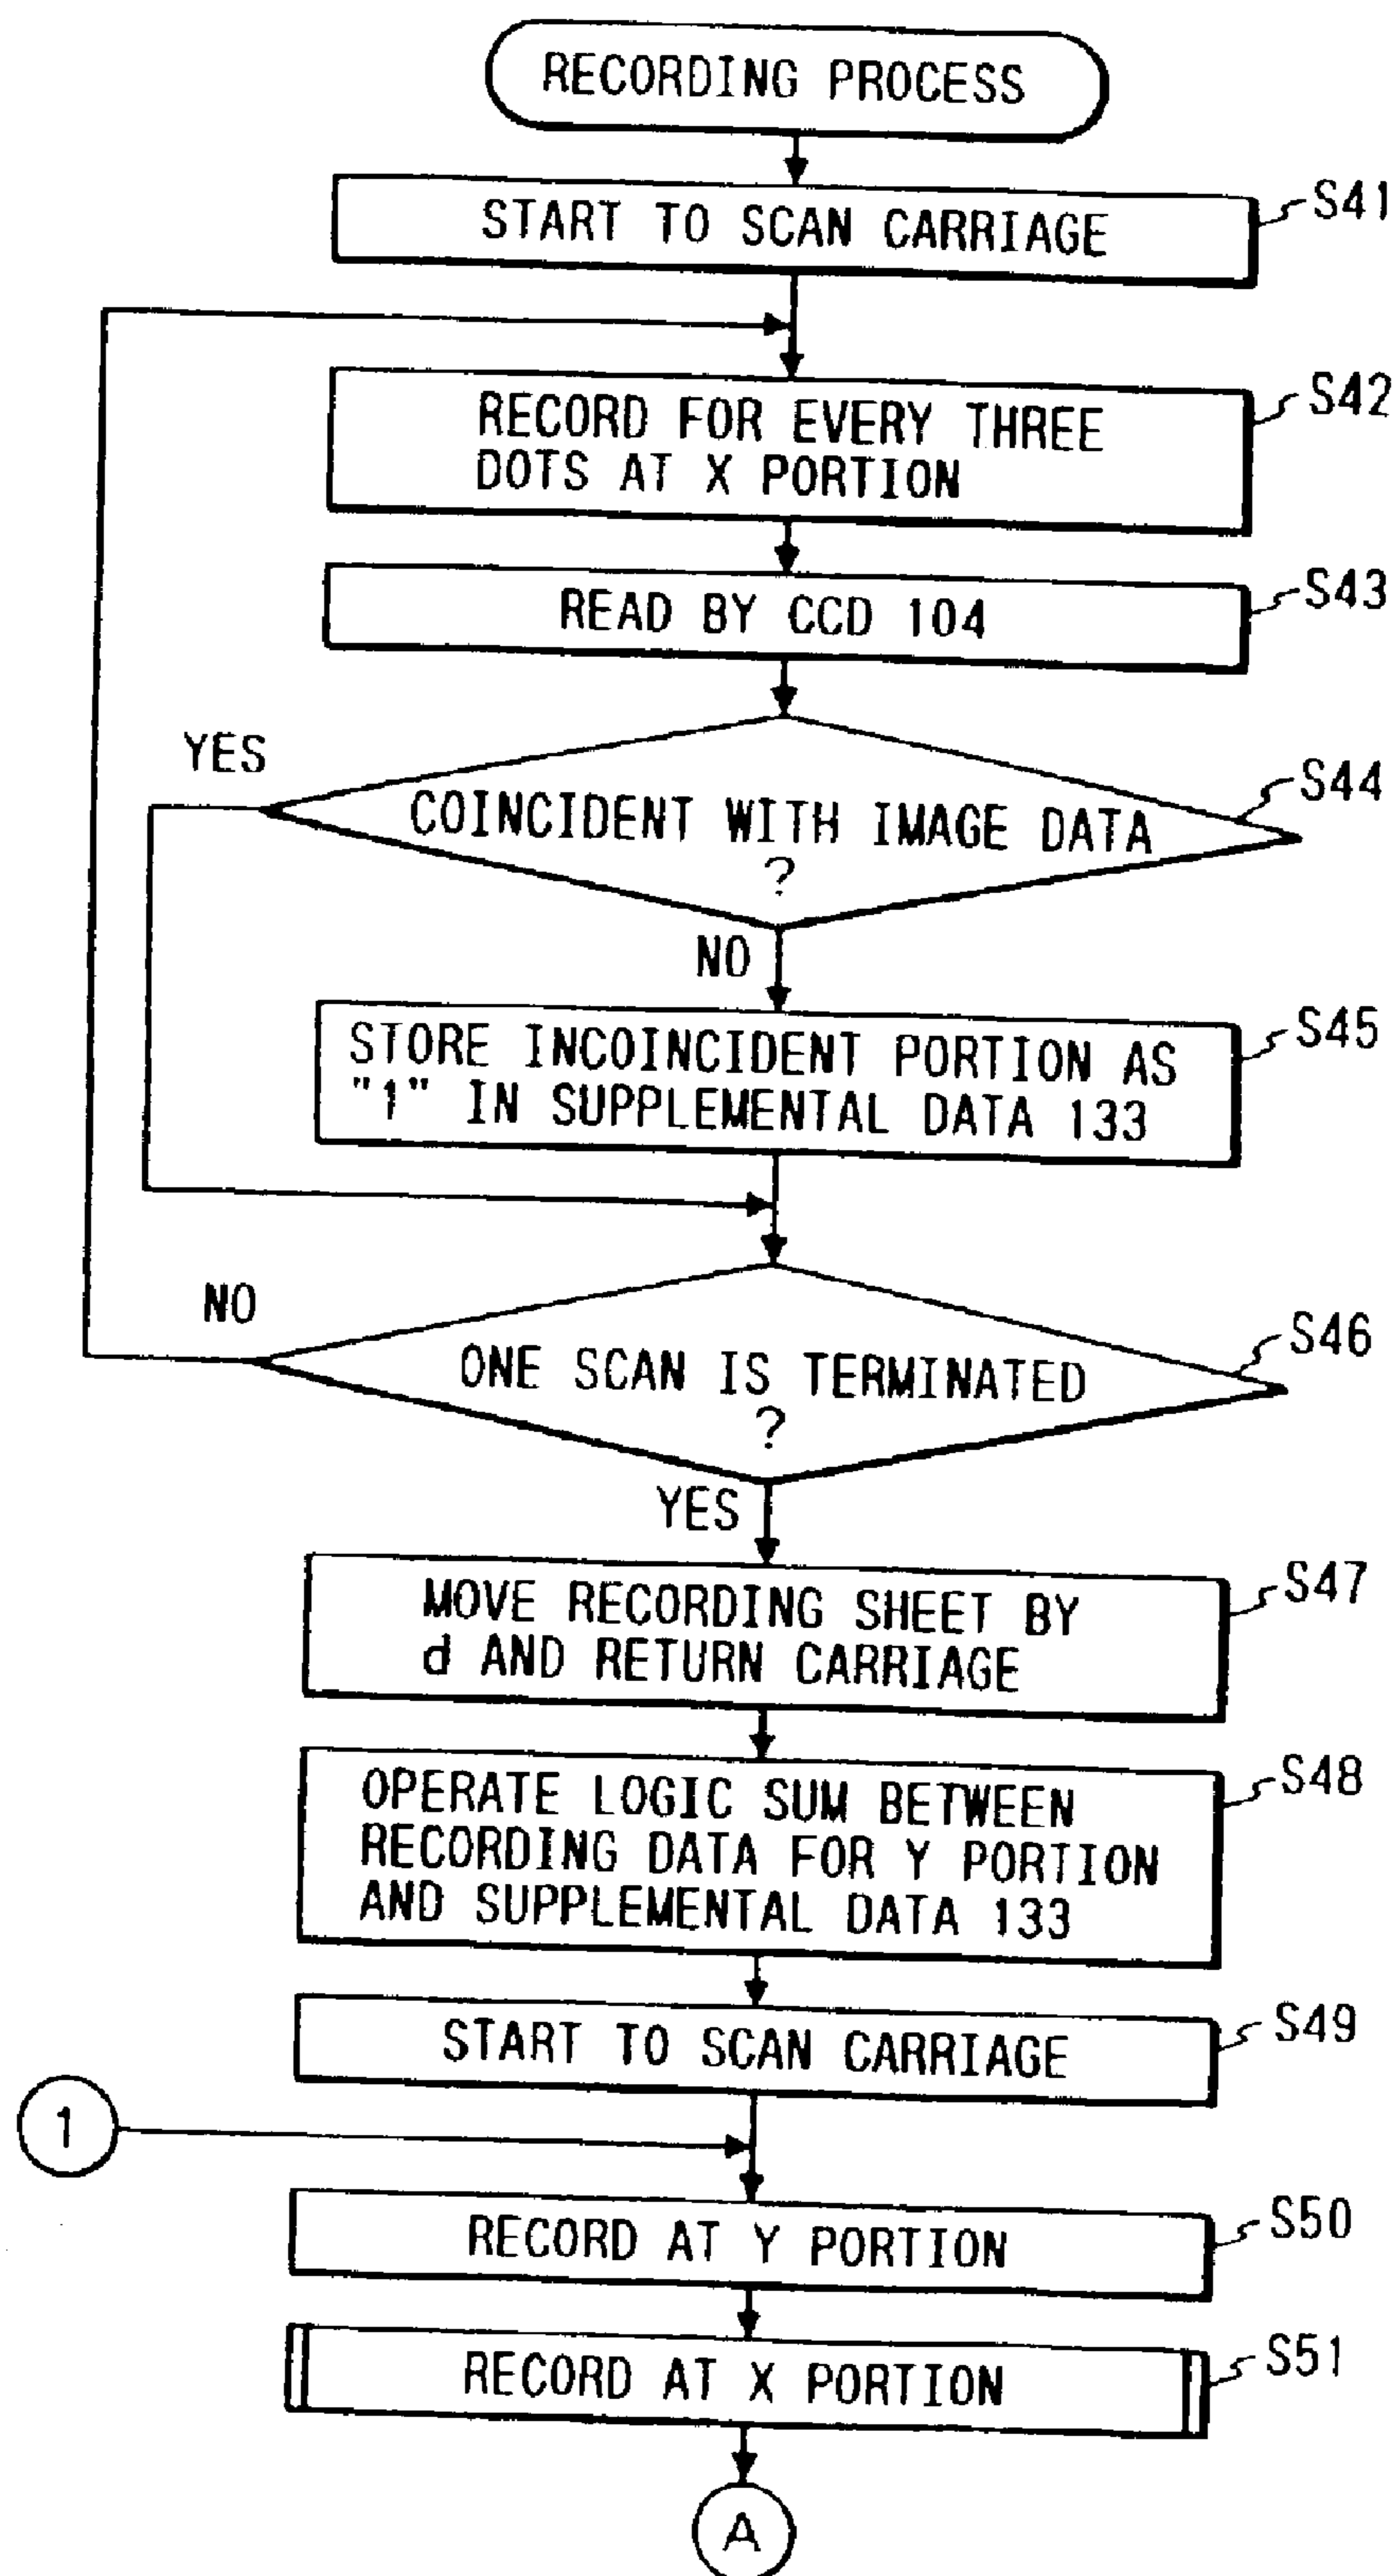 RECORDING PROCESS
START TO SCAN CARRIAGE
S41
RECORD FOR EVERY THREE
DOTS AT X PORTION
S42
READ BY CCD 104
S43
YES
COINCIDENT WITH IMAGE DATA
?
S44
NO
STORE INCOINCIDENT PORTION AS
"1" IN SUPPLEMENTAL DATA 133
S45
NO
ONE SCAN IS TERMINATED
?
S46
YES
MOVE RECORDING SHEET BY
d AND RETURN CARRIAGE
S47
OPERATE LOGIC SUM BETWEEN
RECORDING DATA FOR Y PORTION
AND SUPPLEMENTAL DATA 133
S48
START TO SCAN CARRIAGE
S49
1
RECORD AT Y PORTION
S50
RECORD AT X PORTION
S51
A